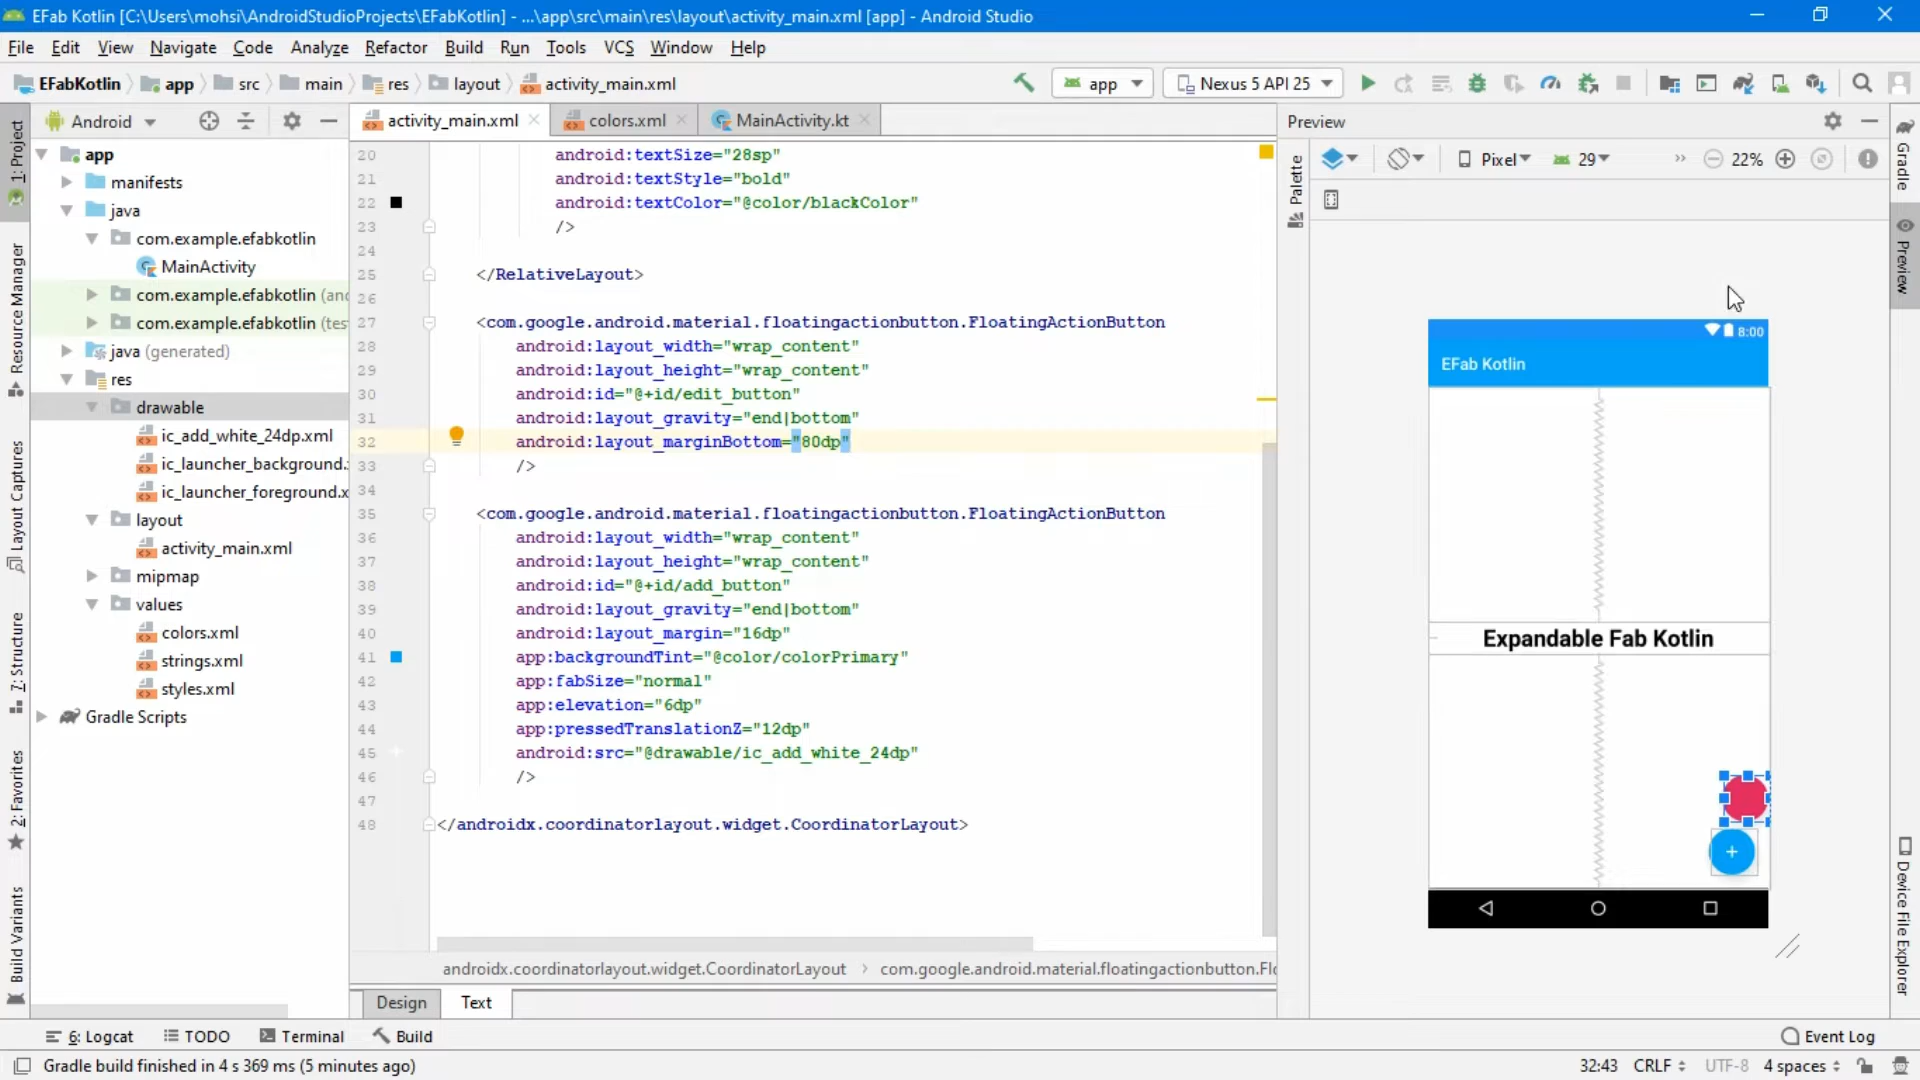 EFab Kotlin [C:\Users\mohsi\AndroidStudioProjects\EFabKotlin] - ...\app\src\main\res\layout\activity_main.xml [app] - Android Studio
File Edit View Navigate Code Analyze Refactor Build Run Tools VCS Window Help
EFabKotlin app src main res layout activity_main.xml app Nexus 5 API 25
Android activity_main.xml colors.xml MainActivity.kt Preview
1: Project
Resource Manager
Layout Captures
7: Structure
2: Favorites
Build Variants
app
manifests
java
com.example.efabkotlin
MainActivity
com.example.efabkotlin (and
com.example.efabkotlin (tes
java (generated)
res
drawable
ic_add_white_24dp.xml
ic_launcher_background.
ic_launcher_foreground.x
layout
activity_main.xml
mipmap
values
colors.xml
strings.xml
styles.xml
Gradle Scripts
20 android:textSize="28sp"
21 android:textStyle="bold"
22 android:textColor="@color/blackColor"
23 />
24
25 </RelativeLayout>
26
27 <com.google.android.material.floatingactionbutton.FloatingActionButton
28 android:layout_width="wrap_content"
29 android:layout_height="wrap_content"
30 android:id="@+id/edit_button"
31 android:layout_gravity="end|bottom"
32 android:layout_marginBottom="80dp"
33 />
34
35 <com.google.android.material.floatingactionbutton.FloatingActionButton
36 android:layout_width="wrap_content"
37 android:layout_height="wrap_content"
38 android:id="@+id/add_button"
39 android:layout_gravity="end|bottom"
40 android:layout_margin="16dp"
41 app:backgroundTint="@color/colorPrimary"
42 app:fabSize="normal"
43 app:elevation="6dp"
44 app:pressedTranslationZ="12dp"
45 android:src="@drawable/ic_add_white_24dp"
46 />
47
48 </androidx.coordinatorlayout.widget.CoordinatorLayout>
androidx.coordinatorlayout.widget.CoordinatorLayout com.google.android.material.floatingactionbutton.Fl
Design Text
Palette
Pixel 29 22%
8:00
EFab Kotlin
Expandable Fab Kotlin
Gradle
Preview
Device File Explorer
6: Logcat TODO Terminal Build Event Log
Gradle build finished in 4 s 369 ms (5 minutes ago) 32:43 CRLF UTF-8 4 spaces